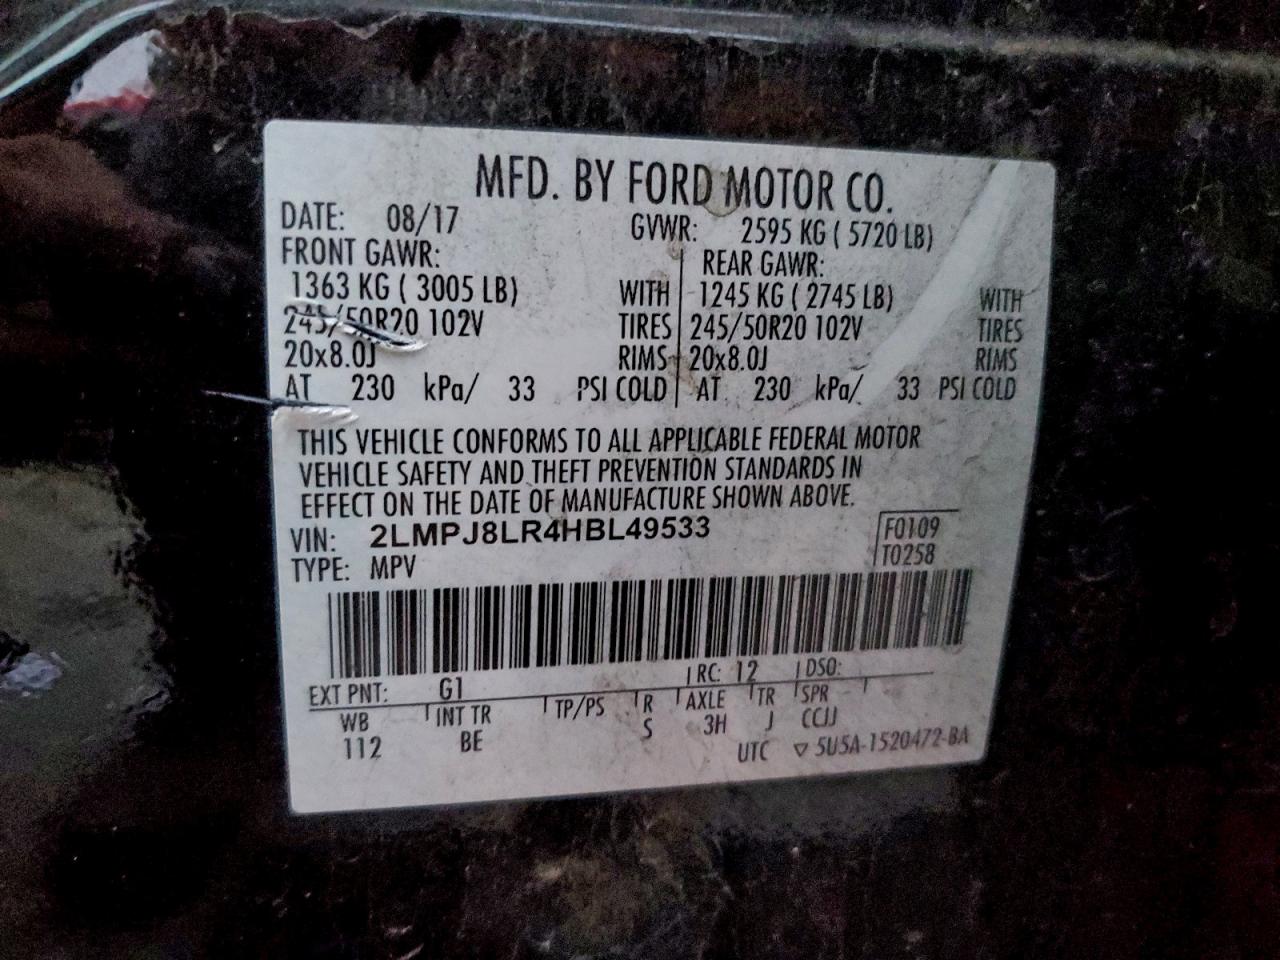 MFD. BY FORD MOTOR CO.
DATE: 08/17 GVWR: 2595 KG ( 5720 LB)
FRONT GAWR: REAR GAWR:
1363 KG ( 3005 LB) WITH 1245 KG ( 2745 LB) WITH
245/50R20 102V TIRES 245/50R20 102V TIRES
20x8.0J RIMS 20x8.0J RIMS
AT 230 kPa/ 33 PSI COLD AT 230 kPa/ 33 PSI COLD
THIS VEHICLE CONFORMS TO ALL APPLICABLE FEDERAL MOTOR
VEHICLE SAFETY AND THEFT PREVENTION STANDARDS IN
EFFECT ON THE DATE OF MANUFACTURE SHOWN ABOVE.
VIN: 2LMPJ8LR4HBL49533 F0109
TYPE: MPV T0258
EXT PNT: G1 RC: 12 DSO:
WB INT TR TP/PS R AXLE TR SPR
112 BE S 3H J CCJJ
UTC ▽ 5U5A-1520472-BA